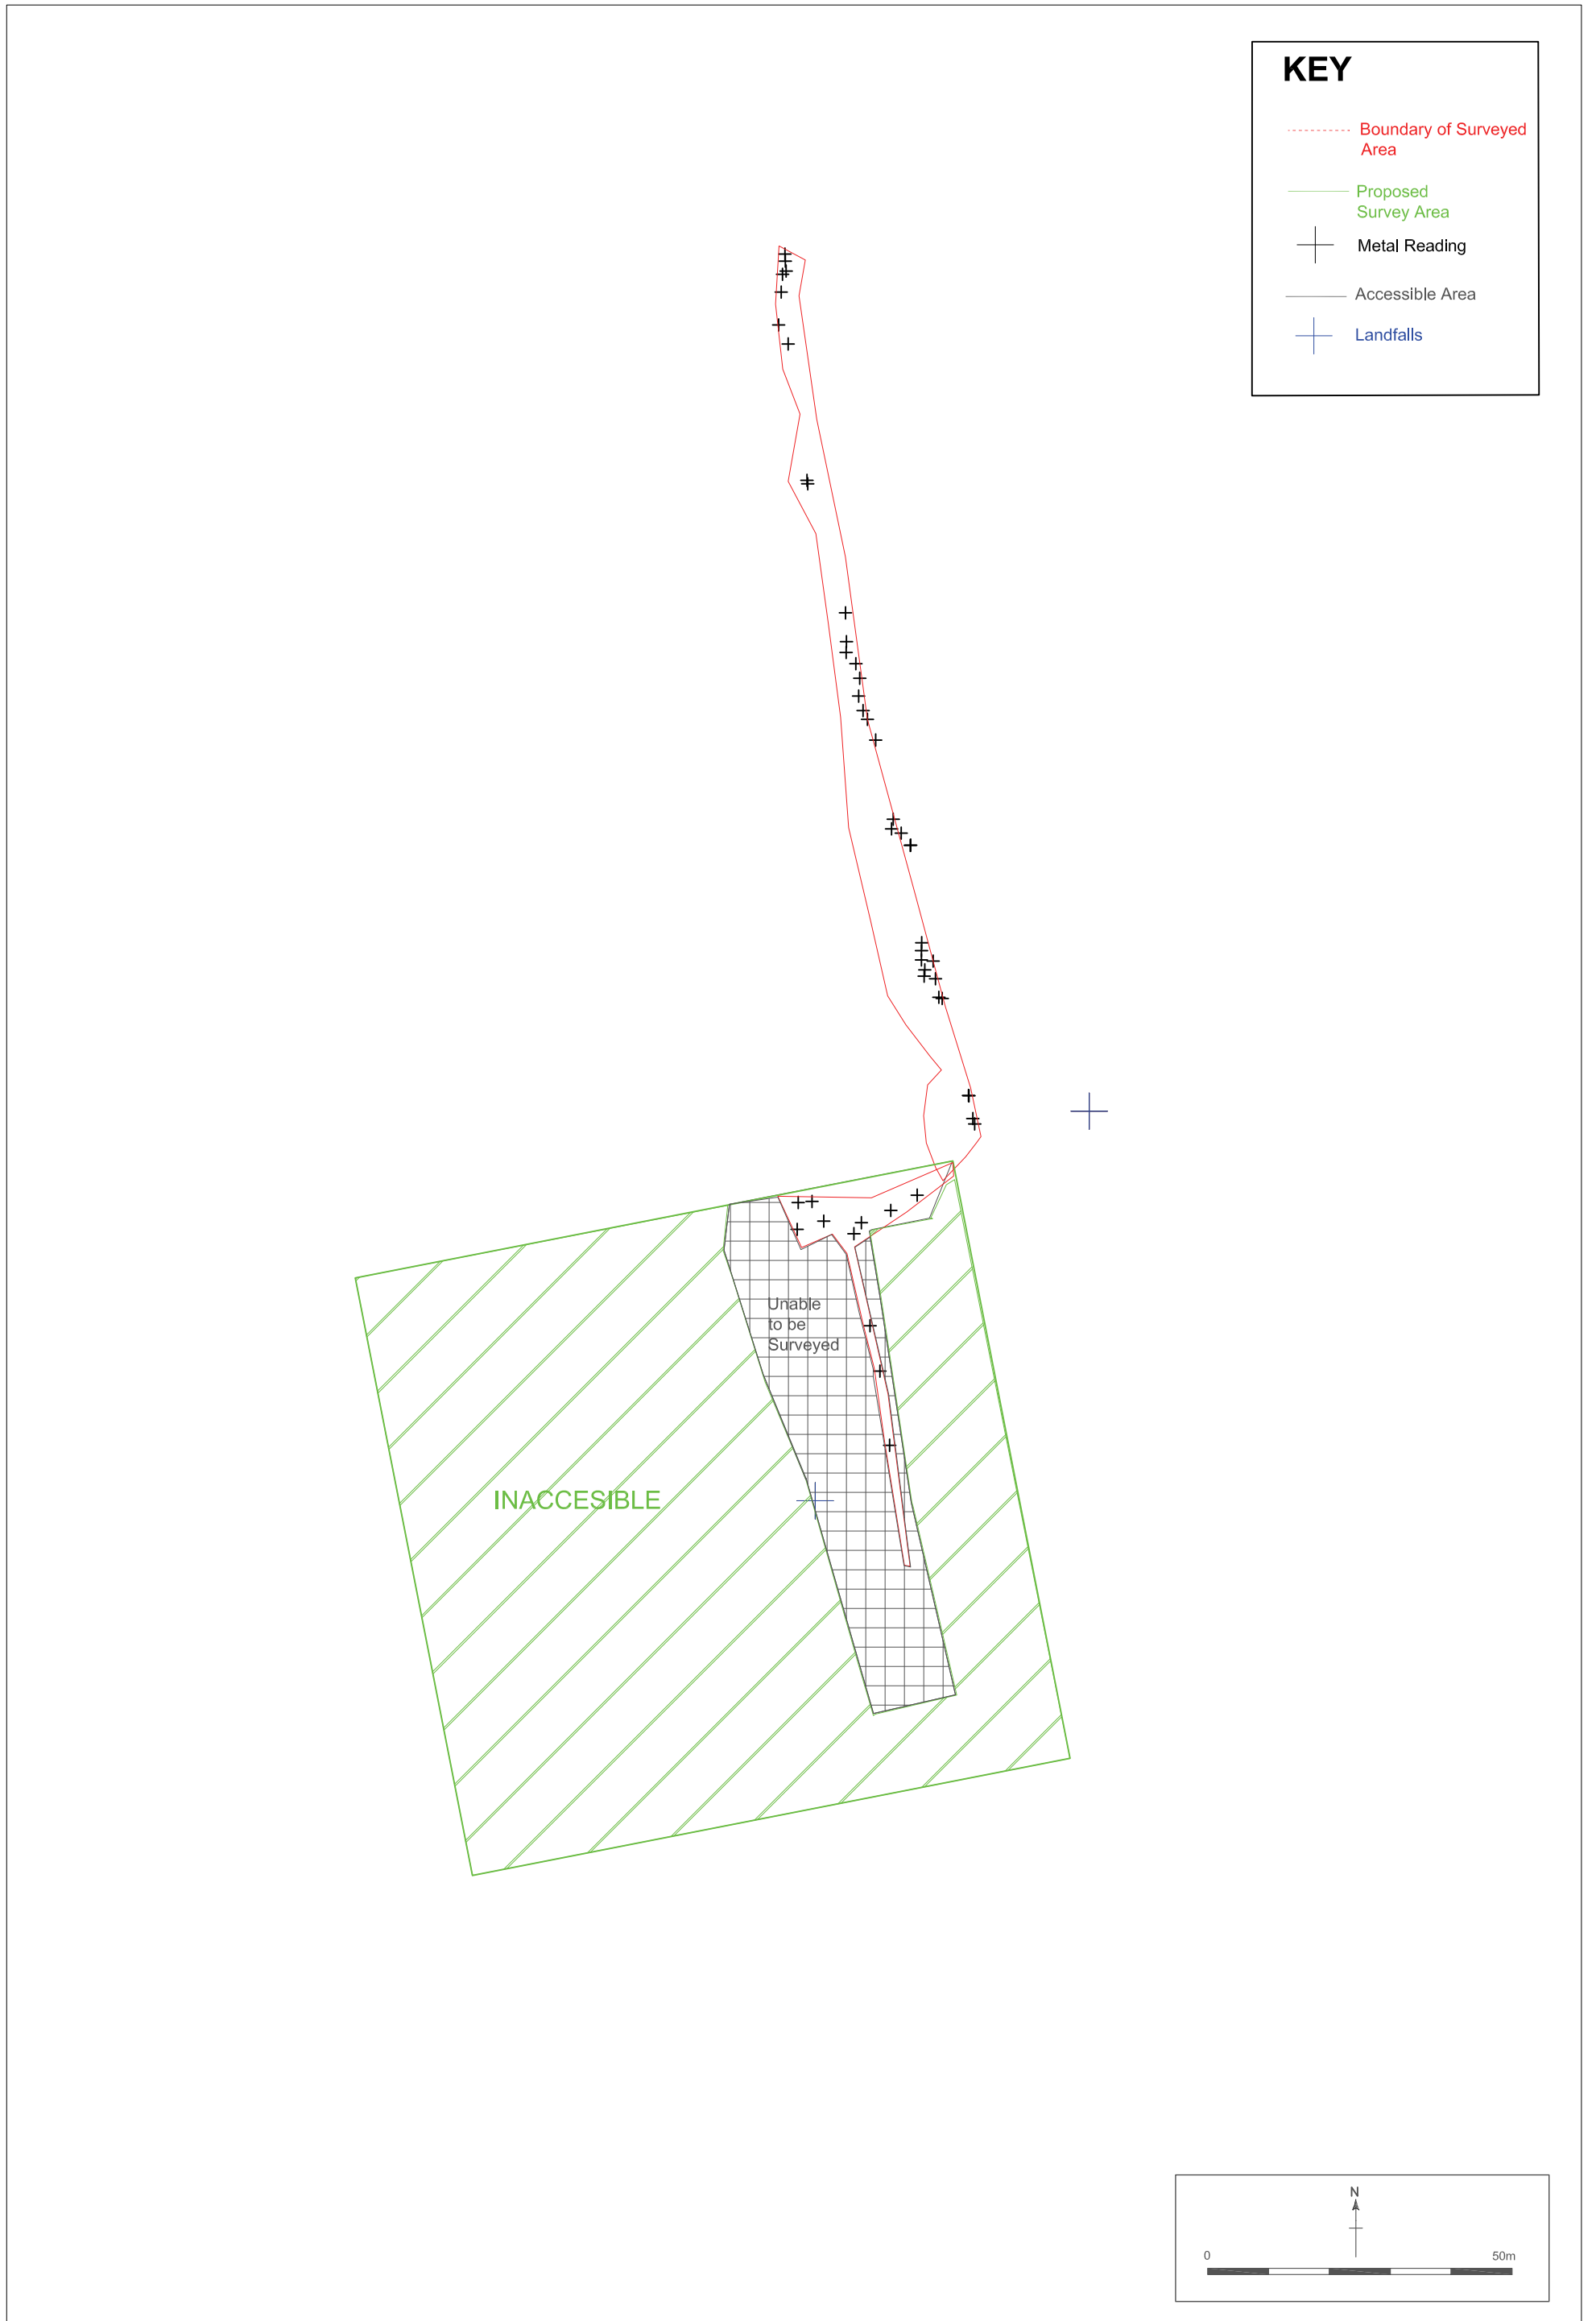 KEY
Boundary of Surveyed
Area
Proposed
Survey Area
Metal Reading
Accessible Area
Landfalls
Unable
to be
Surveyed
INACCESIBLE
N
0 50m